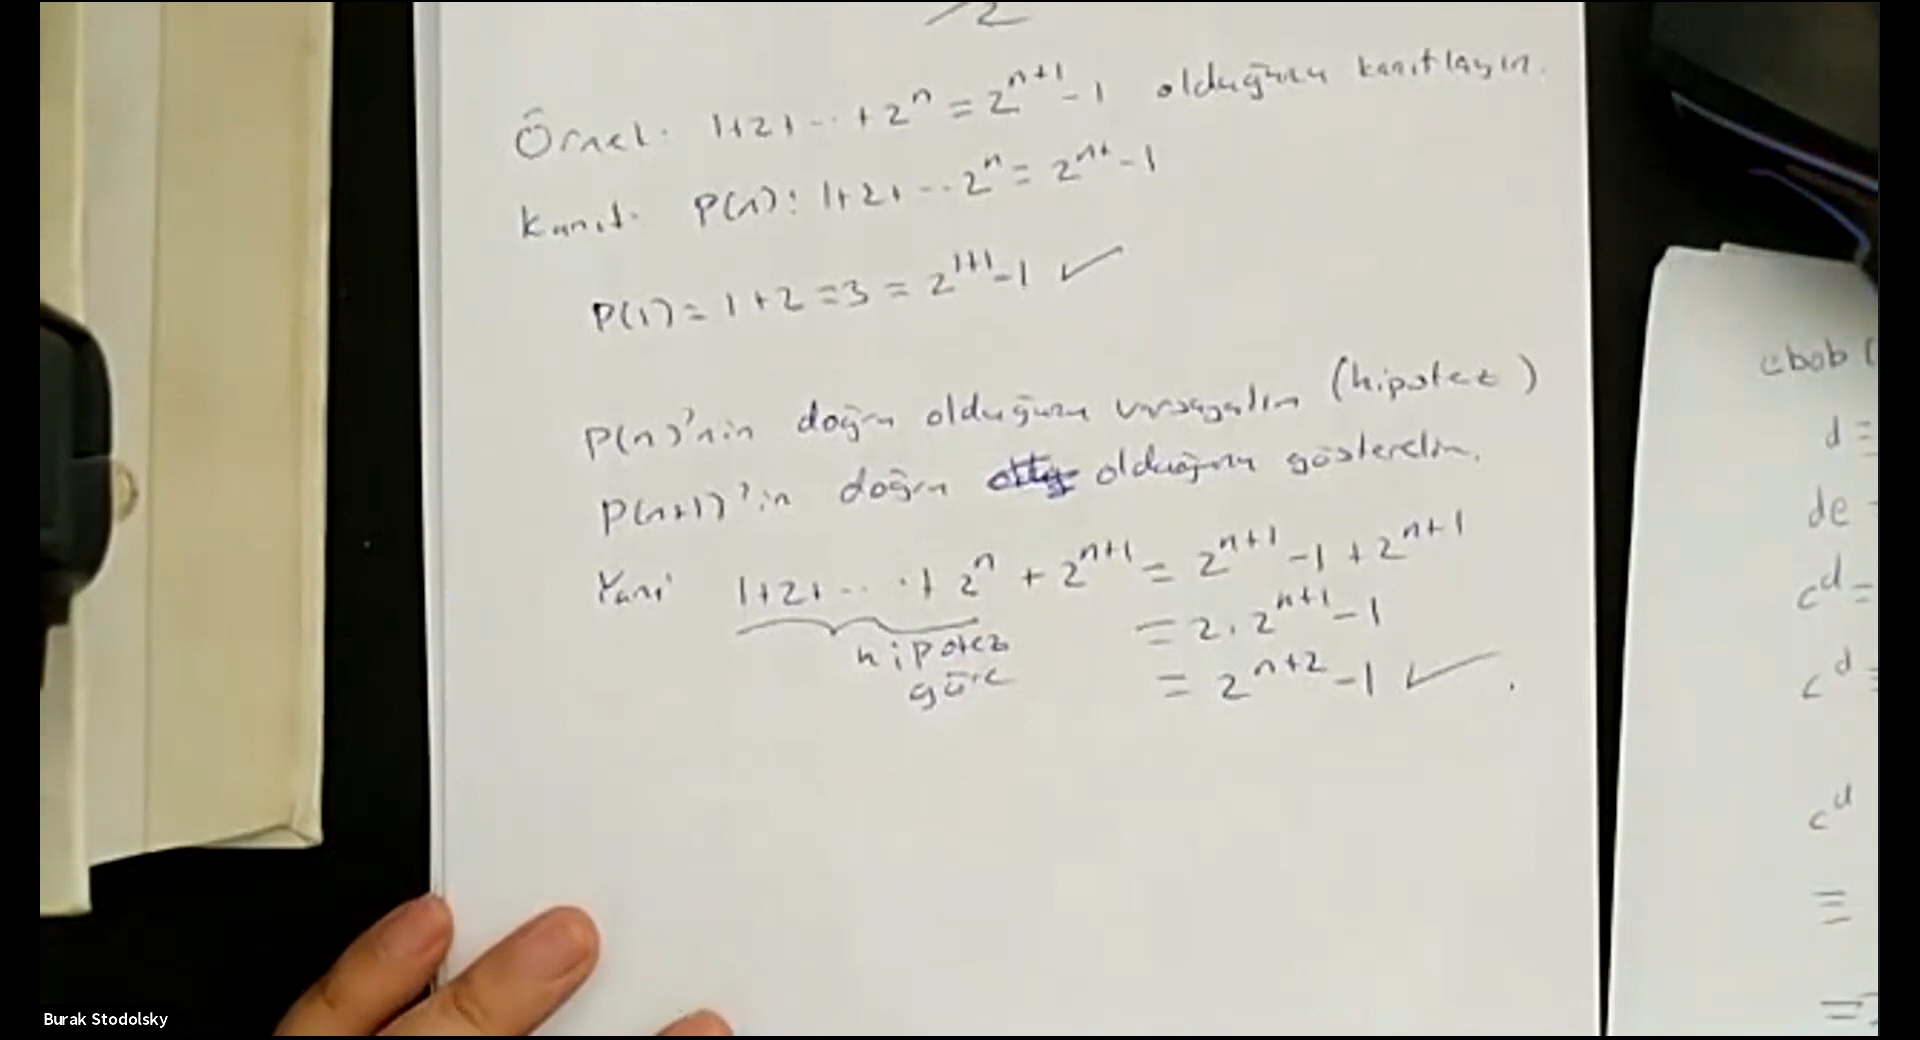 2
Örnek. 1+2+...+2^n = 2^{n+1}-1 olduğunu kanıtlayın.
Kanıt. P(n): 1+2+...2^n = 2^{n+}-1
P(1) = 1+2=3 = 2^{1+1}-1 ✓
P(n)'nin doğru olduğunu varsayalım (hipotez)
P(n+1)'in doğru olduğunu gösterelim.
Yani 1+2+...+2^n + 2^{n+1} = 2^{n+1}-1+2^{n+1}
hipotez
göre
= 2.2^{n+1}-1
= 2^{n+2}-1 ✓.
ebob (
d =
de
c^d =
c^d =
c^d
=
=
Burak Stodolsky